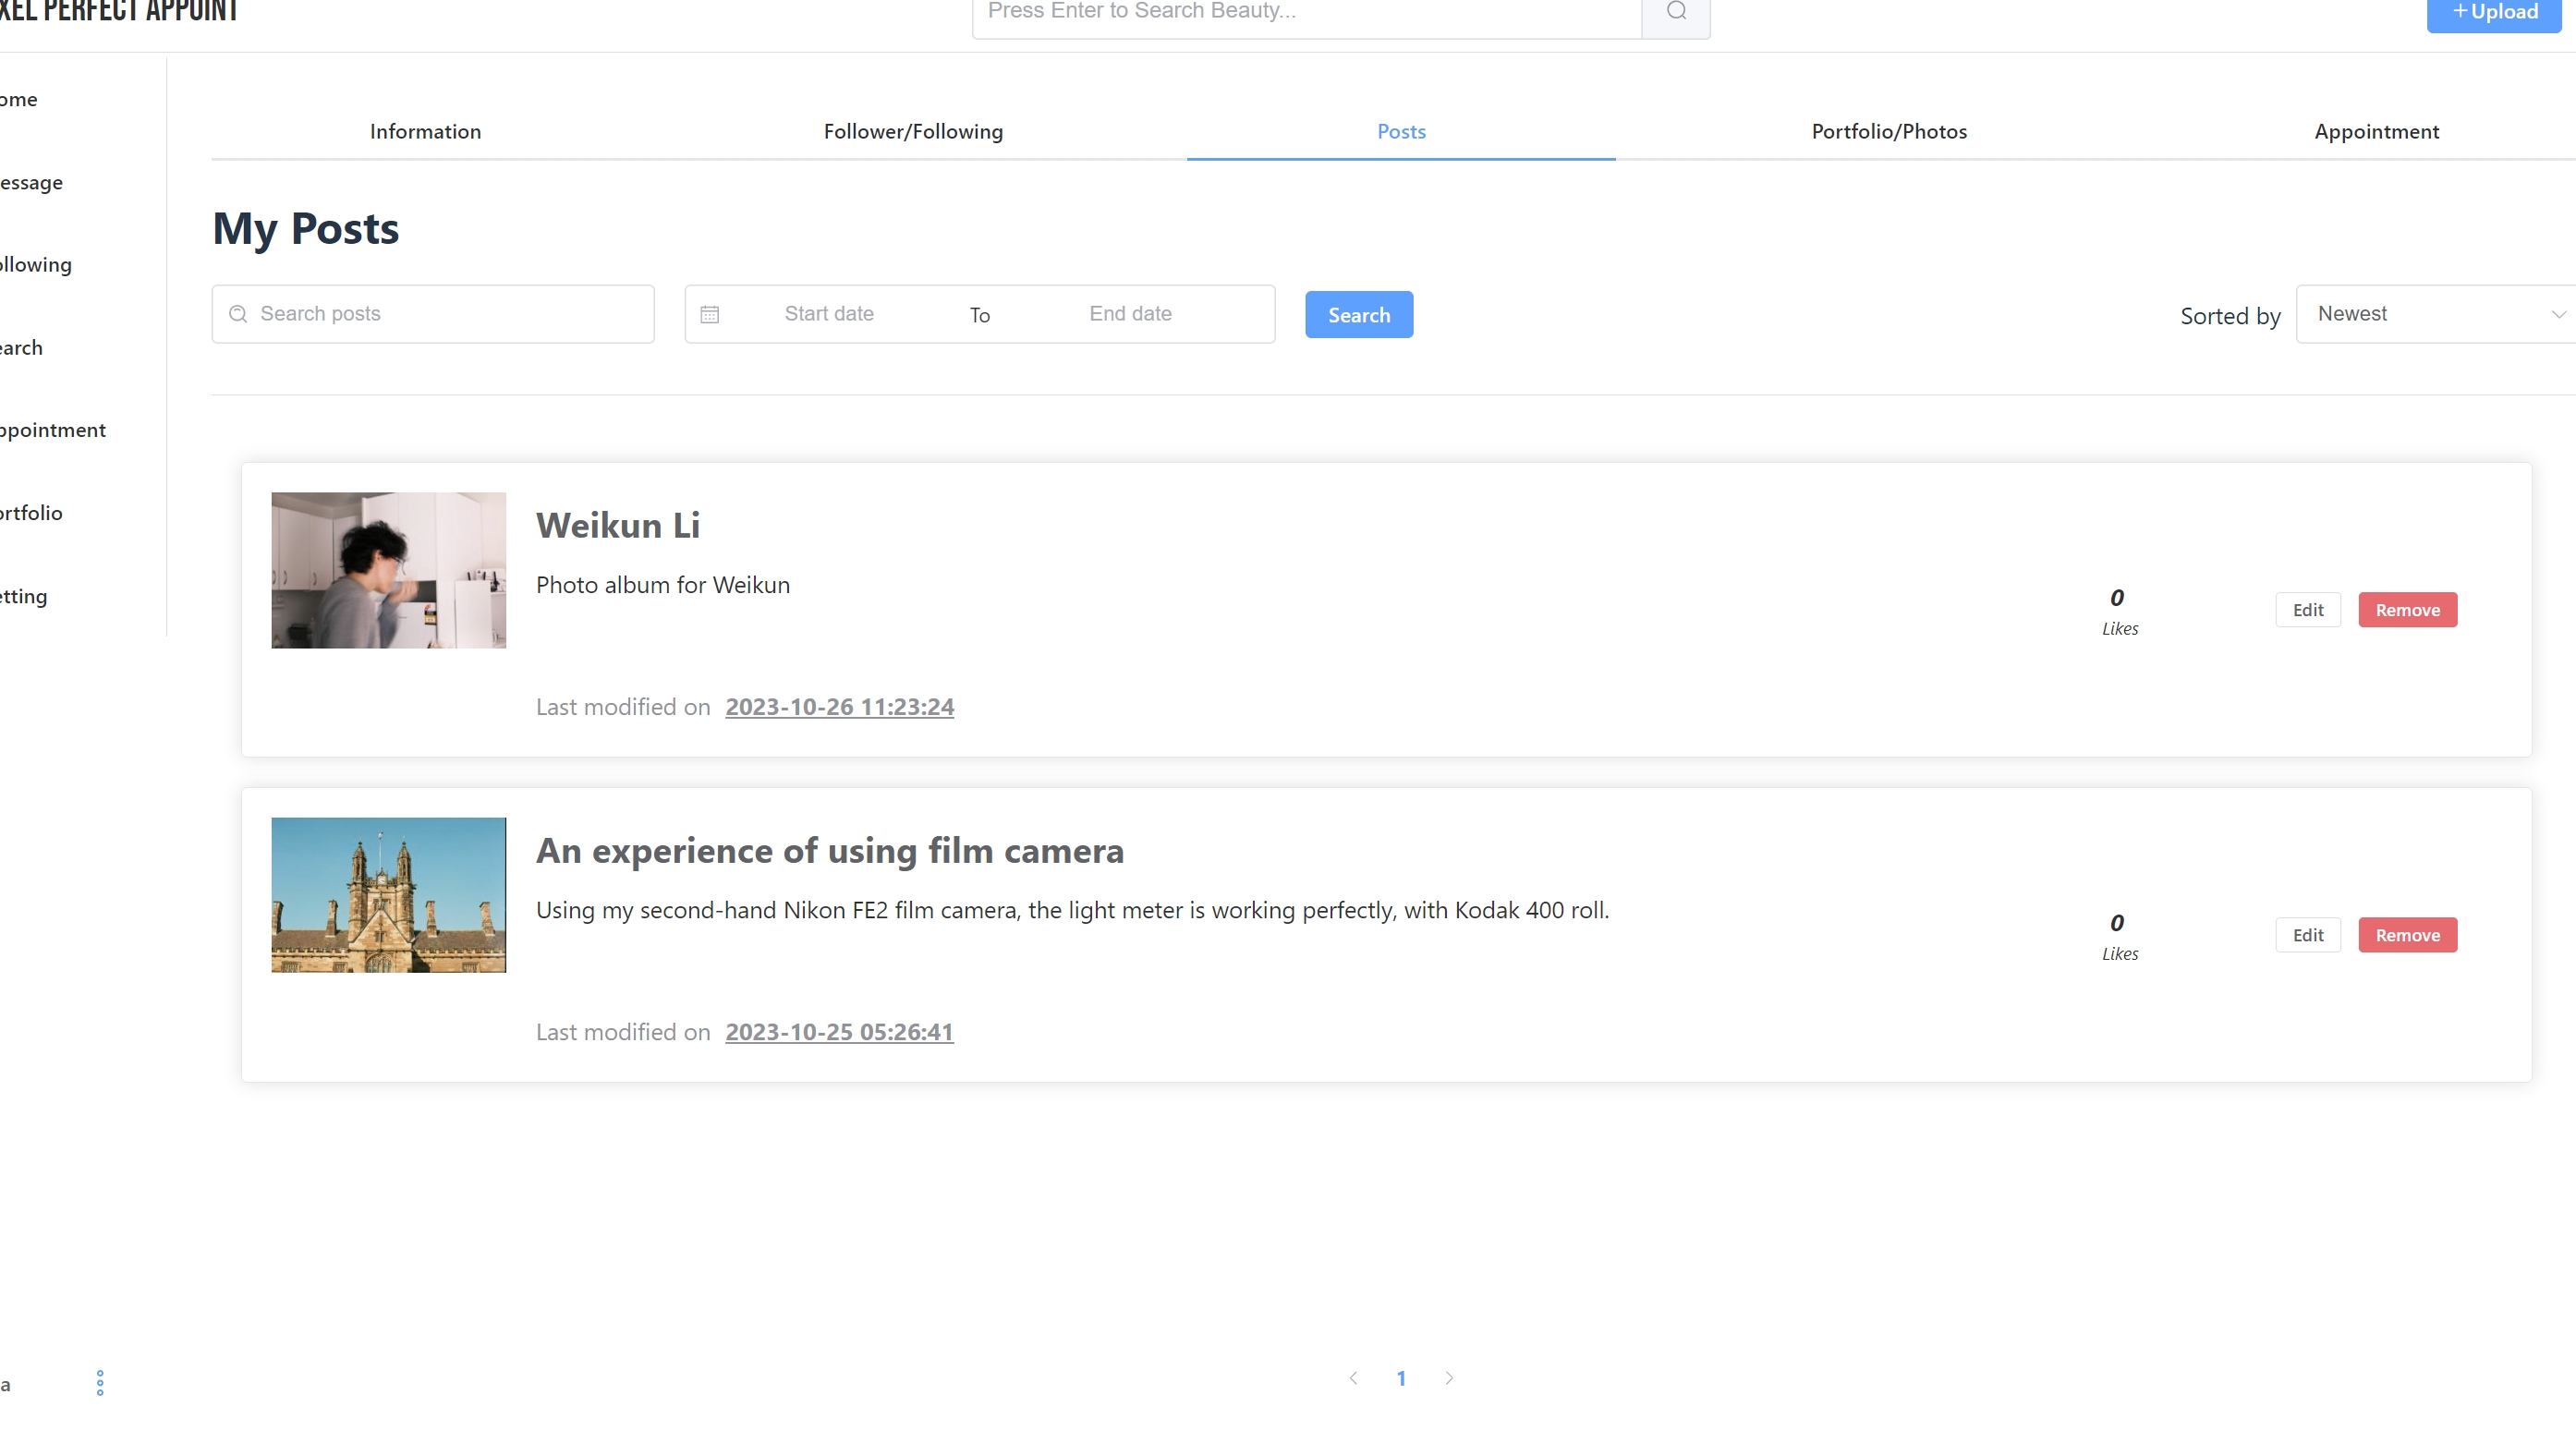 XEL PERFECT APPOINT
Press Enter to Search Beauty...
+Upload
ome
essage
ollowing
earch
ppointment
ortfolio
etting
a
Information
Follower/Following
Posts
Portfolio/Photos
Appointment
My Posts
Search posts
Start date
To
End date
Search
Sorted by
Newest
Weikun Li
Photo album for Weikun
Last modified on 2023-10-26 11:23:24
0
Likes
Edit
Remove
An experience of using film camera
Using my second-hand Nikon FE2 film camera, the light meter is working perfectly, with Kodak 400 roll.
Last modified on 2023-10-25 05:26:41
0
Likes
Edit
Remove
1